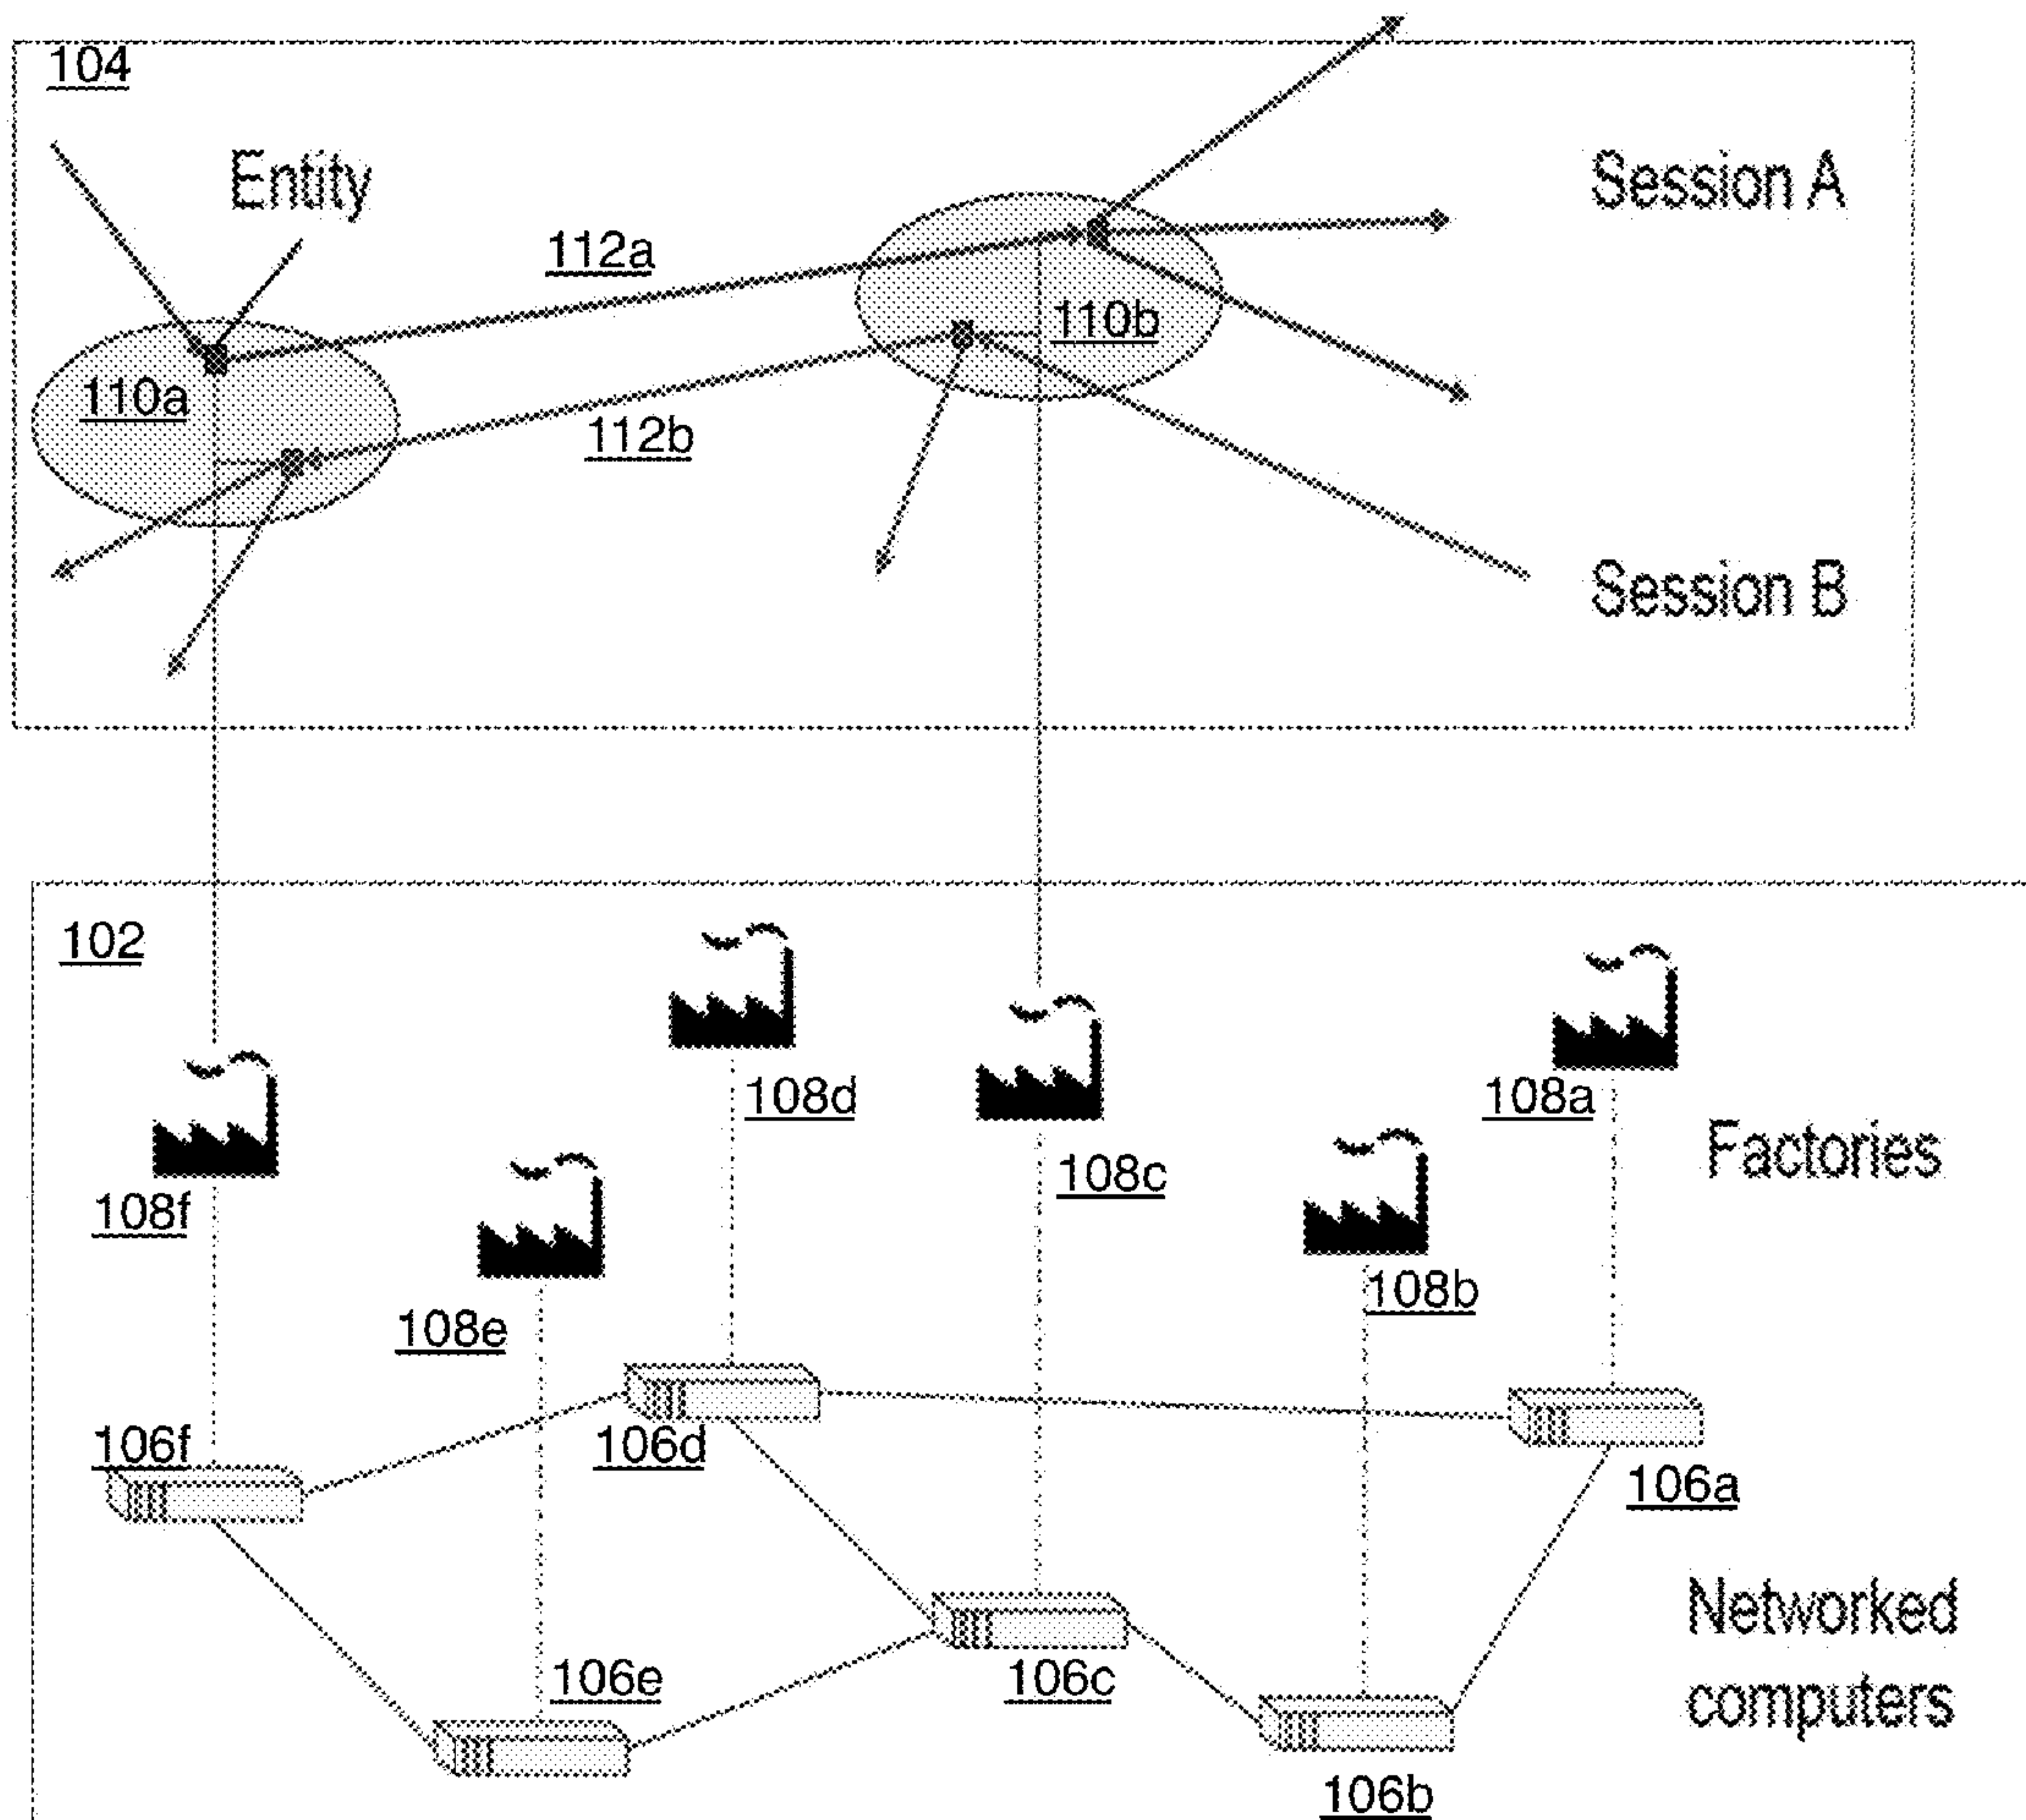 104
Entity
Session A
112a
110b
110a
112b
Session B
102
108d
108a
108c
Factories
108f
108b
108e
106f
106d
106a
106e
106c
Networked
computers
106b